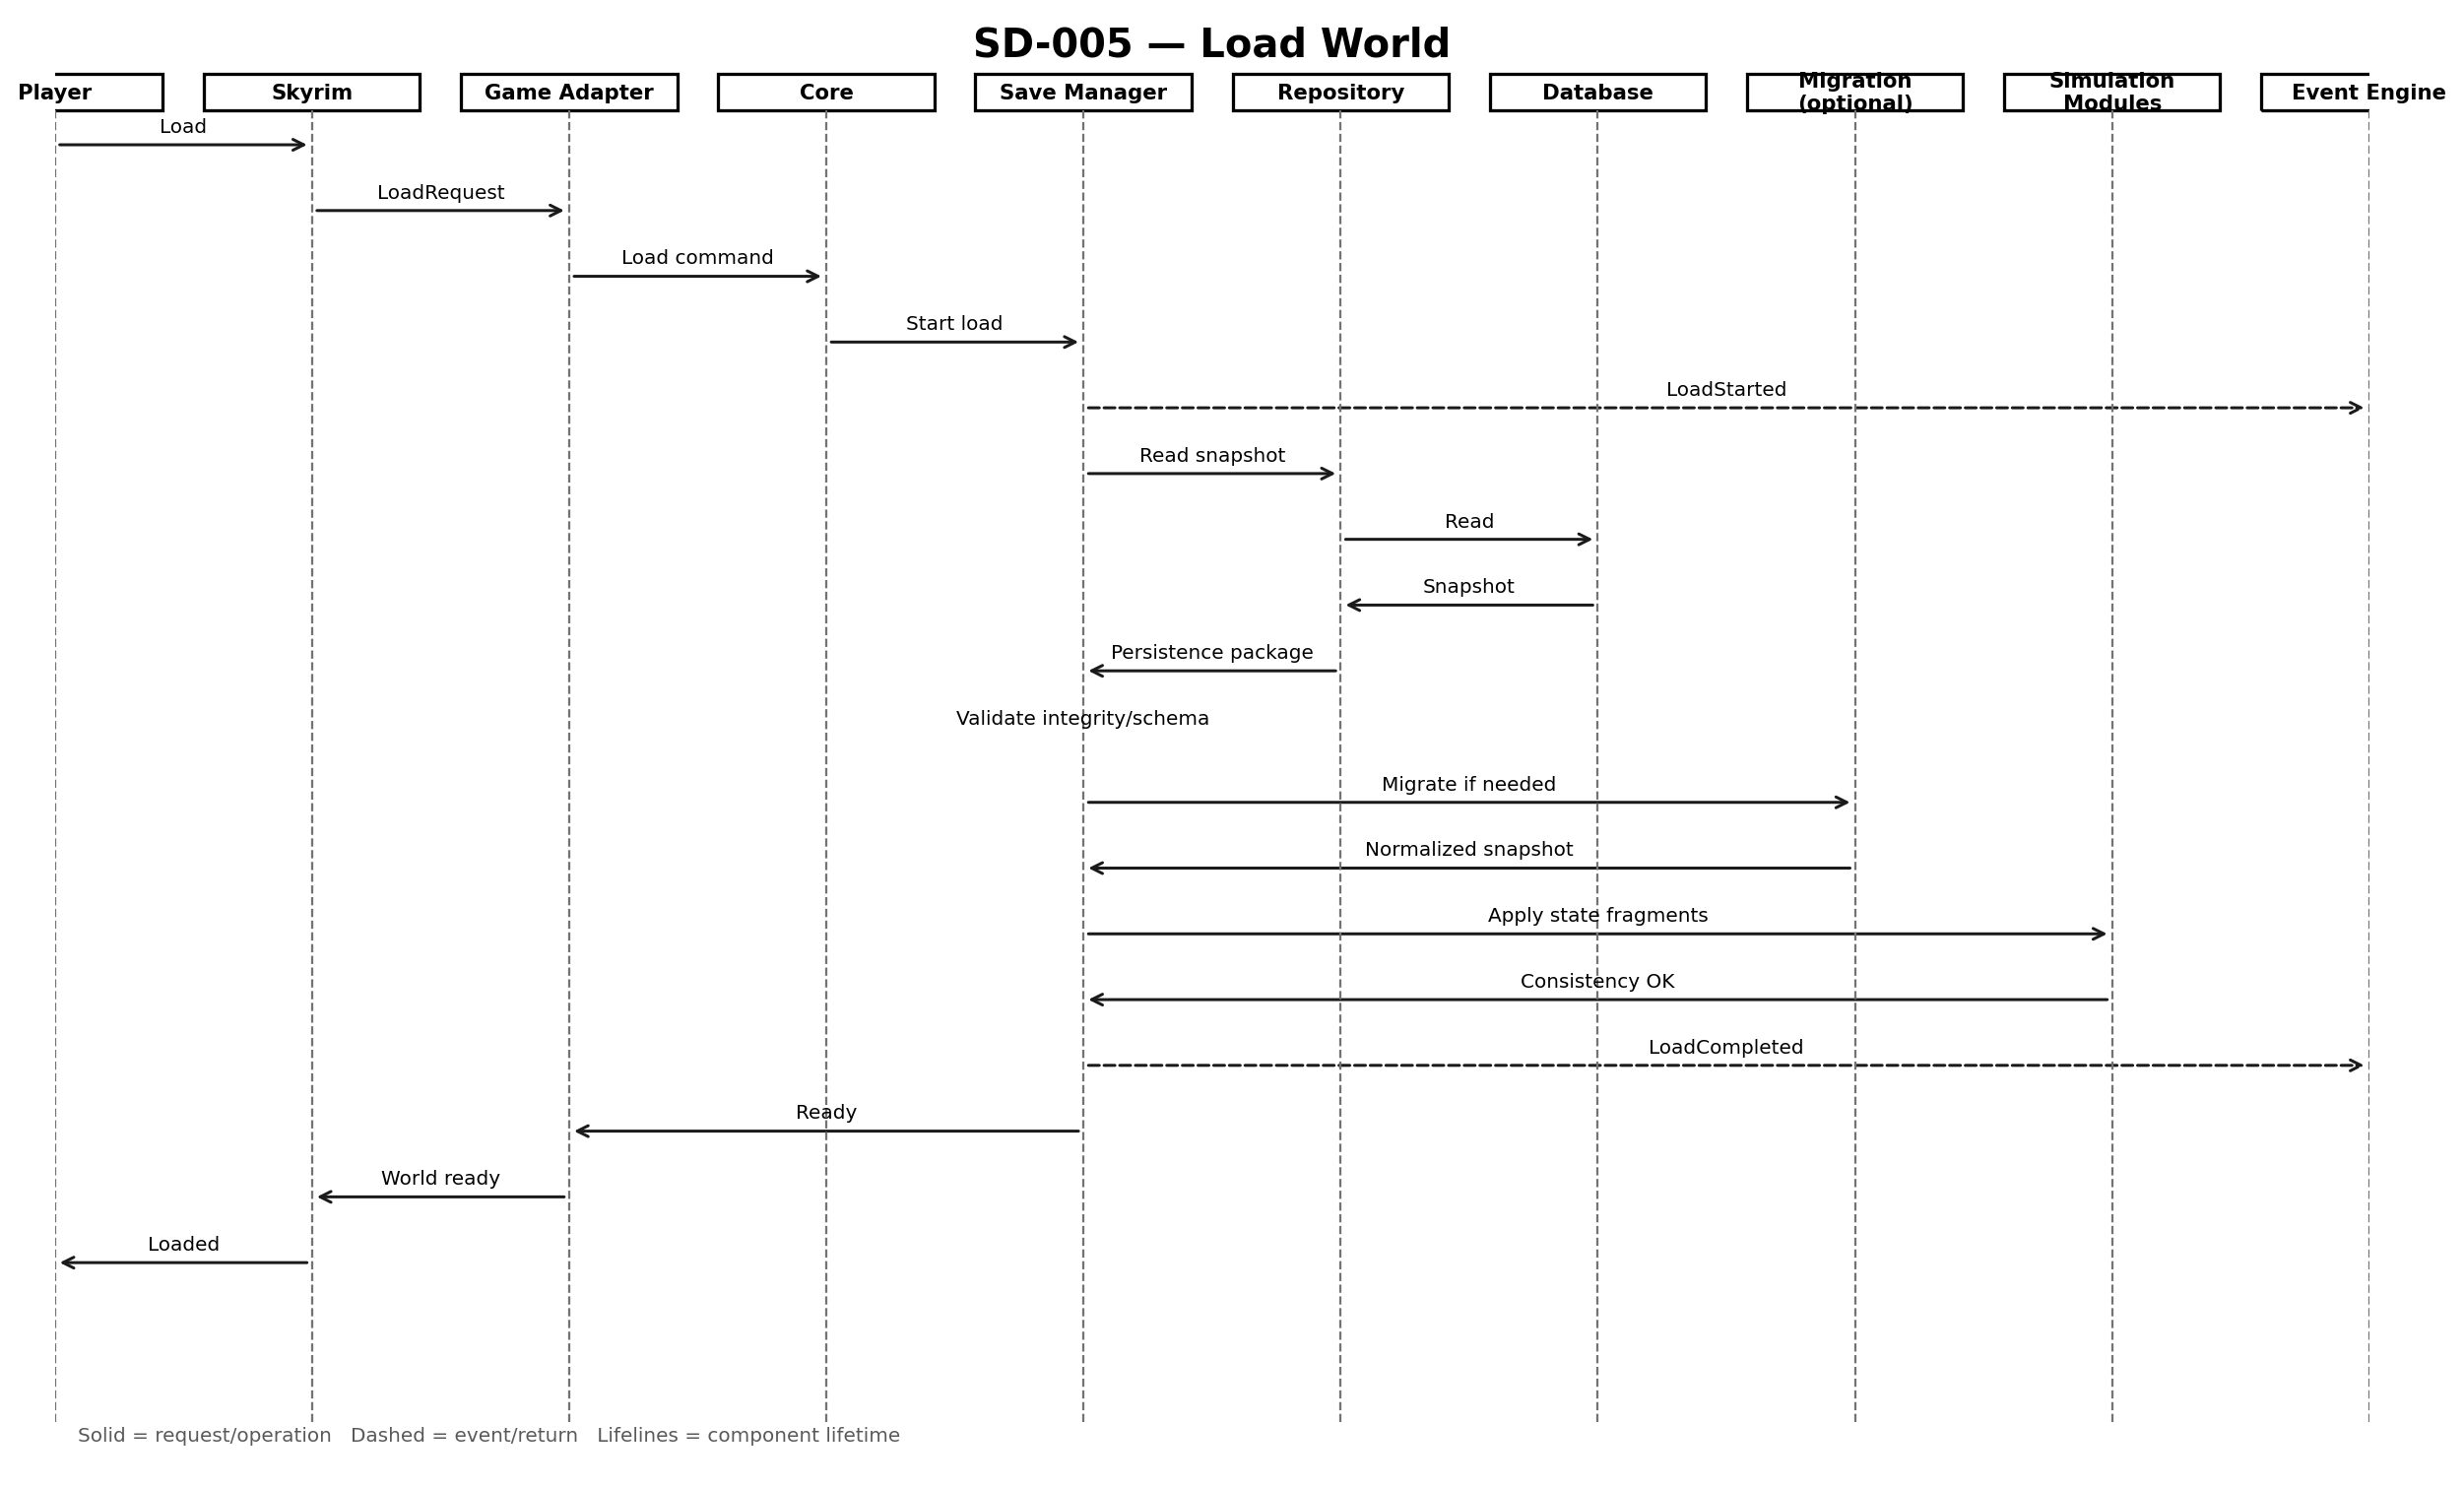 SD-005 — Load World
Player
Skyrim
Game Adapter
Core
Save Manager
Repository
Database
Migration
(optional)
Simulation
Modules
Event Engine
Load
LoadRequest
Load command
Start load
LoadStarted
Read snapshot
Read
Snapshot
Persistence package
Validate integrity/schema
Migrate if needed
Normalized snapshot
Apply state fragments
Consistency OK
LoadCompleted
Ready
World ready
Loaded
Solid = request/operation   Dashed = event/return   Lifelines = component lifetime